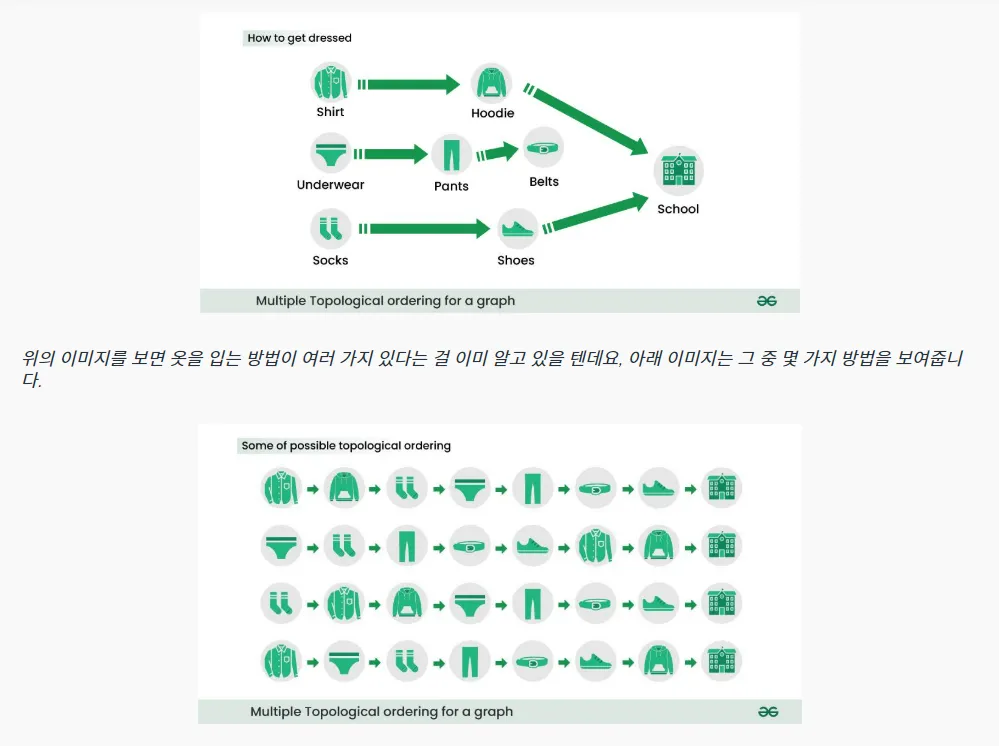 How to get dressed
Shirt
Hoodie
Underwear
Pants
Belts
School
Socks
Shoes
Multiple Topological ordering for a graph
위의 이미지를 보면 옷을 입는 방법이 여러 가지 있다는 걸 이미 알고 있을 텐데요, 아래 이미지는 그 중 몇 가지 방법을 보여줍니
다.
Some of possible topological ordering
Multiple Topological ordering for a graph